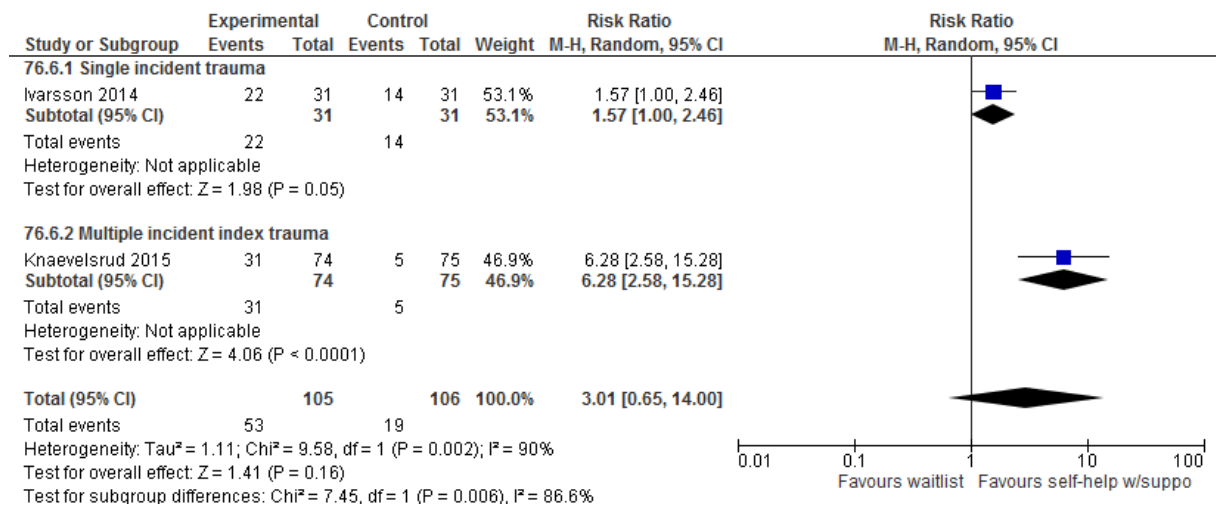 Experimental Control Risk Ratio Risk Ratio
Study or Subgroup Events Total Events Total Weight M-H, Random, 95% CI M-H, Random, 95% CI
76.6.1 Single incident trauma
Ivarsson 2014 22 31 14 31 53.1% 1.57 [1.00, 2.46]
Subtotal (95% CI) 31 31 53.1% 1.57 [1.00, 2.46]
Total events 22 14
Heterogeneity: Not applicable
Test for overall effect: Z = 1.98 (P = 0.05)
76.6.2 Multiple incident index trauma
Knaevelsrud 2015 31 74 5 75 46.9% 6.28 [2.58, 15.28]
Subtotal (95% CI) 74 75 46.9% 6.28 [2.58, 15.28]
Total events 31 5
Heterogeneity: Not applicable
Test for overall effect: Z = 4.06 (P < 0.0001)
Total (95% CI) 105 106 100.0% 3.01 [0.65, 14.00]
Total events 53 19
Heterogeneity: Tau² = 1.11; Chi² = 9.58, df = 1 (P = 0.002); I² = 90%
Test for overall effect: Z = 1.41 (P = 0.16)
Test for subgroup differences: Chi² = 7.45, df = 1 (P = 0.006), I² = 86.6%
0.01 0.1 1 10 100
Favours waitlist Favours self-help w/suppo